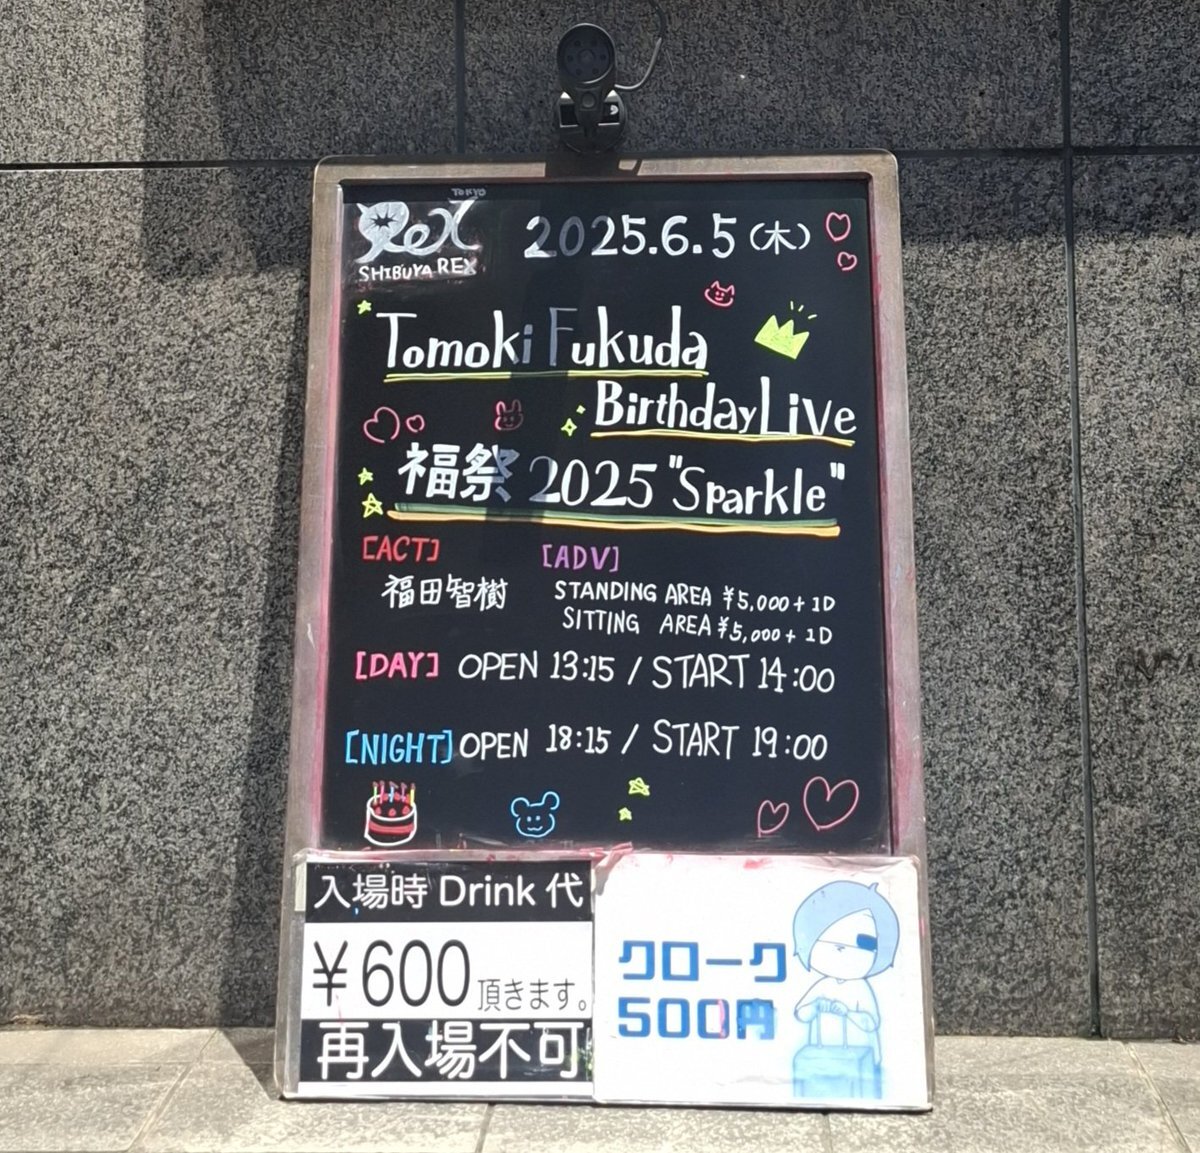 TOKYO
ReX
SHIBUYA REX
2025.6.5(木)
Tomoki Fukuda
Birthday Live
福祭 2025 "Sparkle"
[ACT]
福田智樹
[ADV]
STANDING AREA ¥5,000+1D
SITTING AREA ¥5,000+1D
[DAY] OPEN 13:15 / START 14:00
[NIGHT] OPEN 18:15 / START 19:00
入場時 Drink 代
¥600頂きます。
再入場不可
クローク
500円